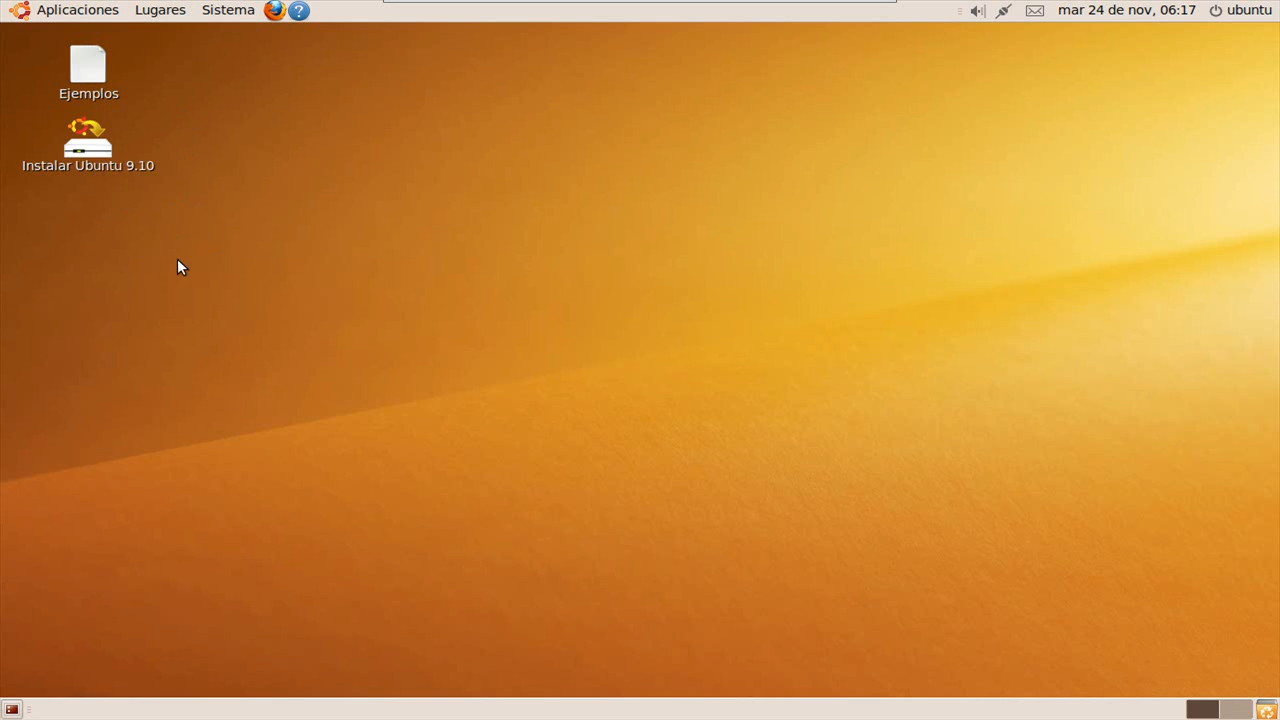 Aplicaciones Lugares Sistema ? mar 24 de nov, 06:17 ubuntu
Ejemplos
Instalar Ubuntu 9.10